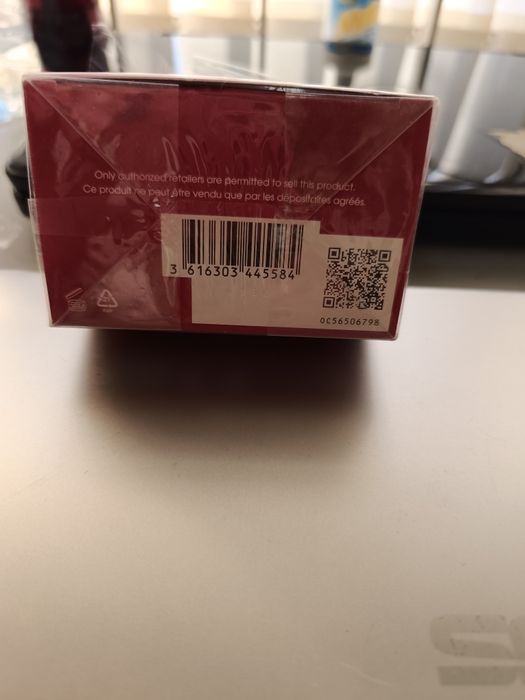 Only authorized retailers are permitted to sell this product.
Ce produit ne peut être vendu que par les dépositaires agréés.
3 616303 445584
0C56506798